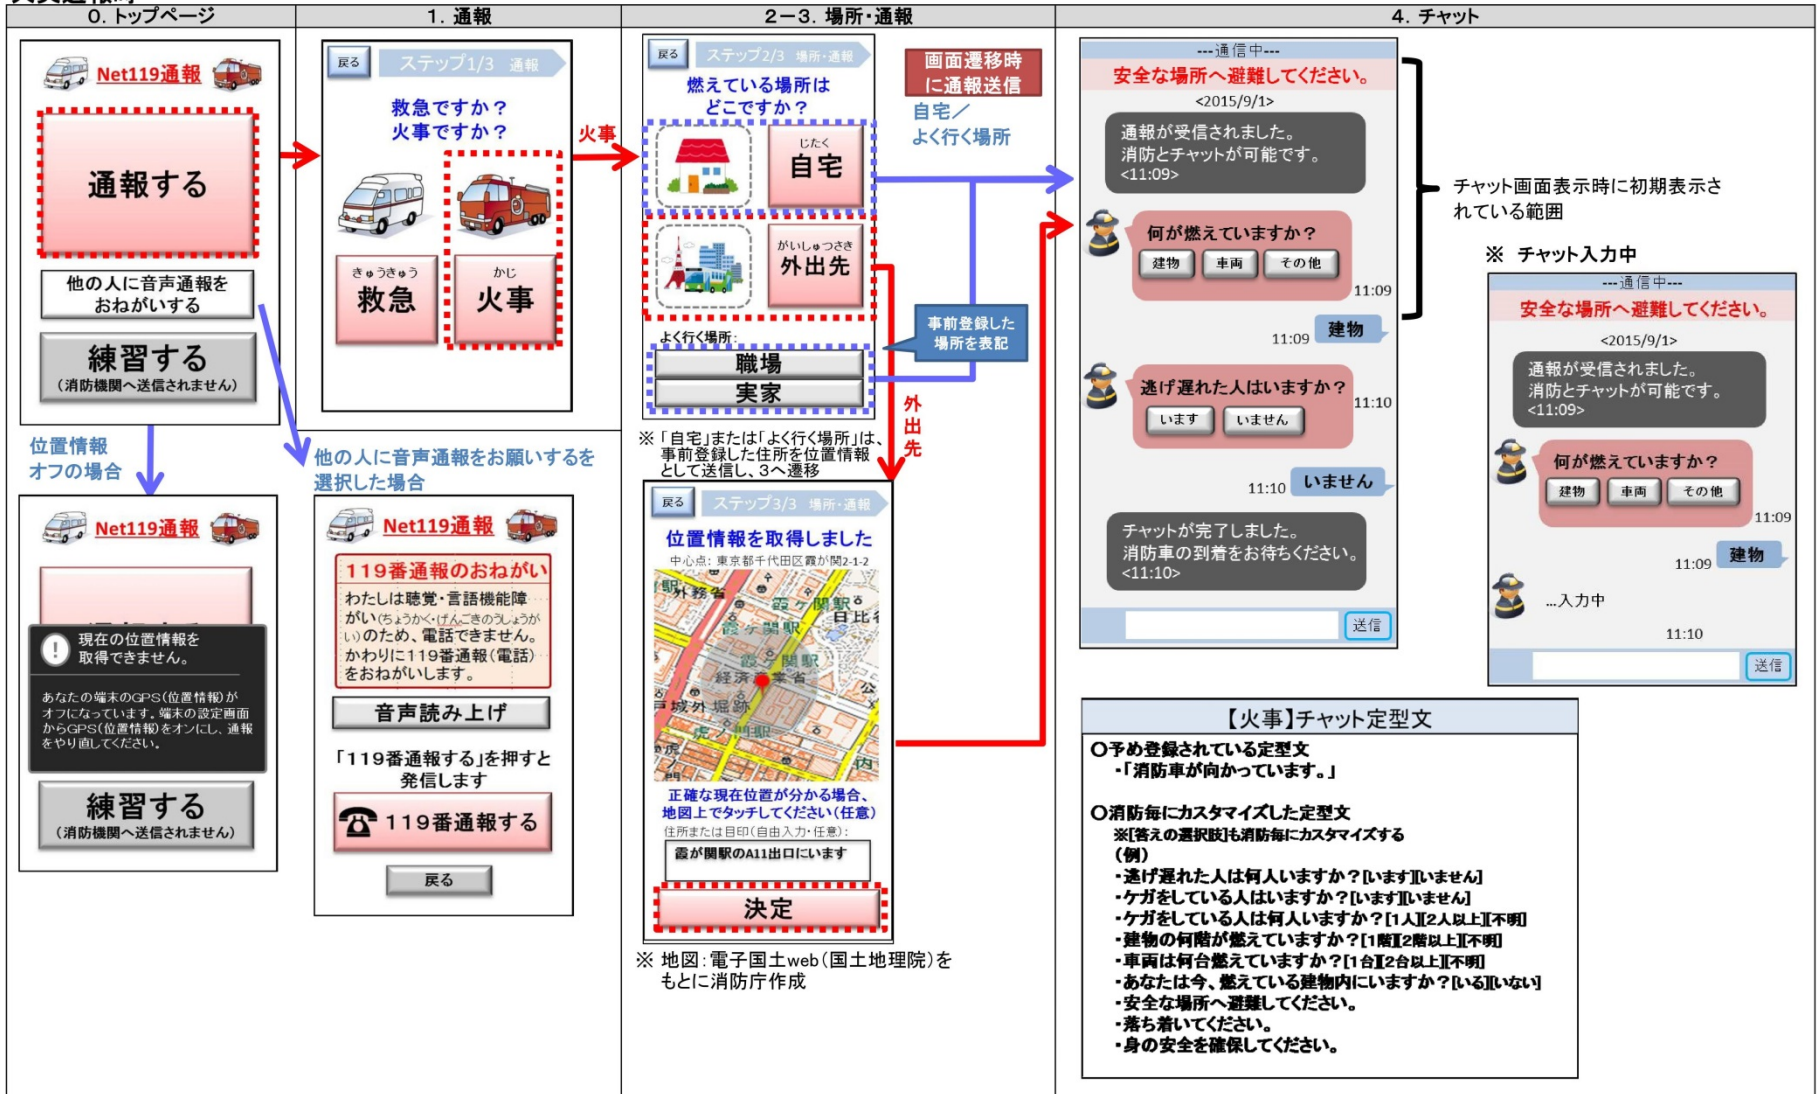 0. トップページ
1. 通報
2－3. 場所・通報
4. チャット
Net119通報
通報する
他の人に音声通報を
おねがいする
練習する
(消防機関へ送信されません)
位置情報
オフの場合
Net119通報
!
現在の位置情報を
取得できません。
あなたの端末のGPS(位置情報)が
オフになっています。端末の設定画面
からGPS(位置情報)をオンにし、通報
をやり直してください。
練習する
(消防機関へ送信されません)
戻る
ステップ1/3 通報
救急ですか？
火事ですか？
きゅうきゅう
救急
かじ
火事
火事
他の人に音声通報をお願いするを
選択した場合
Net119通報
119番通報のおねがい
わたしは聴覚・言語機能障
がい(ちょうかく・げんごきのうしょうが
い)のため、電話できません。
かわりに119番通報(電話)
をおねがいします。
音声読み上げ
「119番通報する」を押すと
発信します
119番通報する
戻る
戻る
ステップ2/3 場所・通報
燃えている場所は
どこですか？
じたく
自宅
がいしゅつさき
外出先
よく行く場所:
職場
実家
画面遷移時
に通報送信
自宅／
よく行く場所
事前登録した
場所を表記
外
出
先
※「自宅」または「よく行く場所」は、
事前登録した住所を位置情報
として送信し、3へ遷移
戻る
ステップ3/3 場所・通報
位置情報を取得しました
中心点: 東京都千代田区霞が関2-1-2
外務省
霞ヶ関駅
日比谷
霞ヶ関駅
霞ヶ関駅
経済産業省
戸城外堀跡
虎ノ門駅
正確な現在位置が分かる場合、
地図上でタッチしてください(任意)
住所または目印(自由入力・任意):
霞が関駅のA11出口にいます
決定
※ 地図:電子国土web(国土地理院)を
もとに消防庁作成
---通信中---
安全な場所へ避難してください。
<2015/9/1>
通報が受信されました。
消防とチャットが可能です。
<11:09>
何が燃えていますか？
建物 車両 その他
11:09
11:09 建物
逃げ遅れた人はいますか？
います いません
11:10
11:10 いません
チャットが完了しました。
消防車の到着をお待ちください。
<11:10>
送信
チャット画面表示時に初期表示さ
れている範囲
※ チャット入力中
---通信中---
安全な場所へ避難してください。
<2015/9/1>
通報が受信されました。
消防とチャットが可能です。
<11:09>
何が燃えていますか？
建物 車両 その他
11:09
11:09 建物
...入力中
11:10
送信
【火事】チャット定型文
○予め登録されている定型文
・「消防車が向かっています。」
○消防毎にカスタマイズした定型文
※[答えの選択肢]も消防毎にカスタマイズする
(例)
・逃げ遅れた人は何人いますか？[います][いません]
・ケガをしている人はいますか？[います][いません]
・ケガをしている人は何人いますか？[1人][2人以上][不明]
・建物の何階が燃えていますか？[1階][2階以上][不明]
・車両は何台燃えていますか？[1台][2台以上][不明]
・あなたは今、燃えている建物内にいますか？[いる][いない]
・安全な場所へ避難してください。
・落ち着いてください。
・身の安全を確保してください。